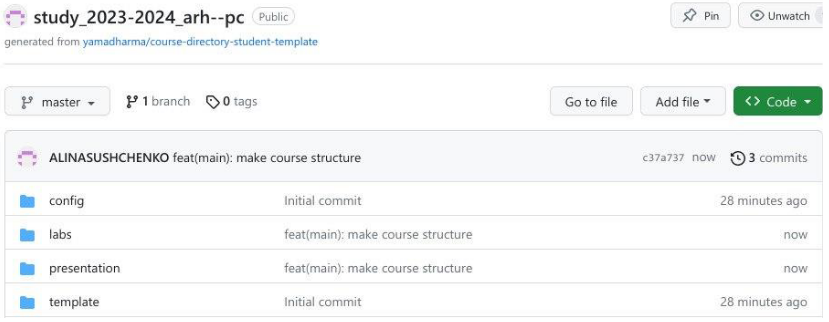 study_2023-2024_arh--pc Public Pin Unwatch
generated from yamadharma/course-directory-student-template
master 1 branch 0 tags Go to file Add file Code
ALINASUSHCHENKO feat(main): make course structure c37a737 now 3 commits
config Initial commit 28 minutes ago
labs feat(main): make course structure now
presentation feat(main): make course structure now
template Initial commit 28 minutes ago